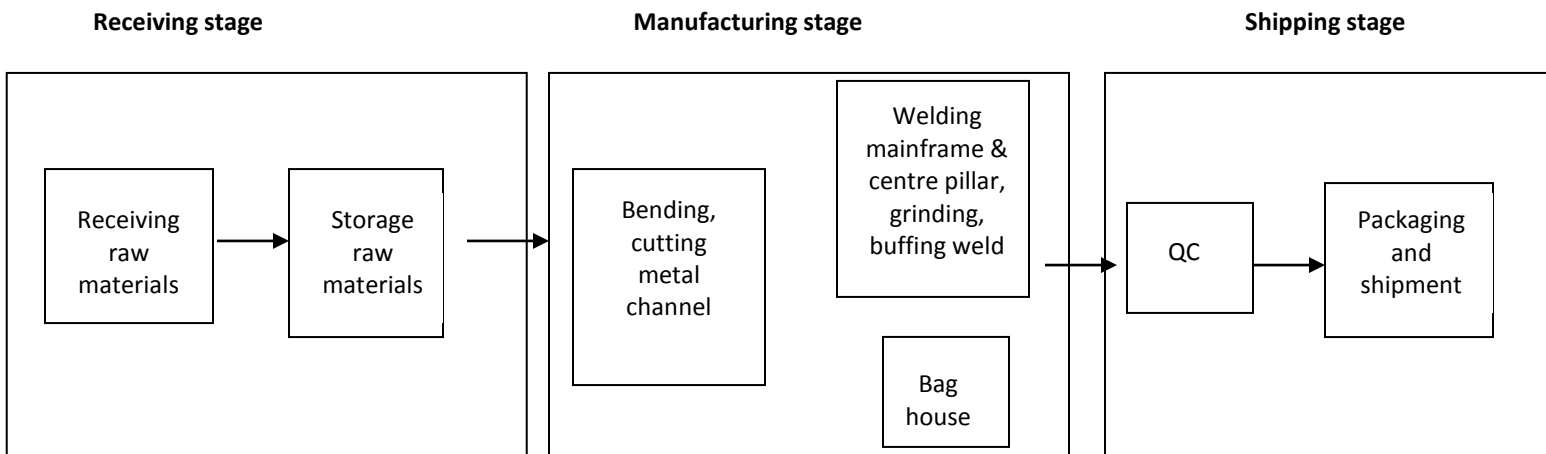 Receiving stage
Manufacturing stage
Shipping stage
Receiving
raw
materials
Storage
raw
materials
Bending,
cutting
metal
channel
Welding
mainframe &
centre pillar,
grinding,
buffing weld
Bag
house
QC
Packaging
and
shipment